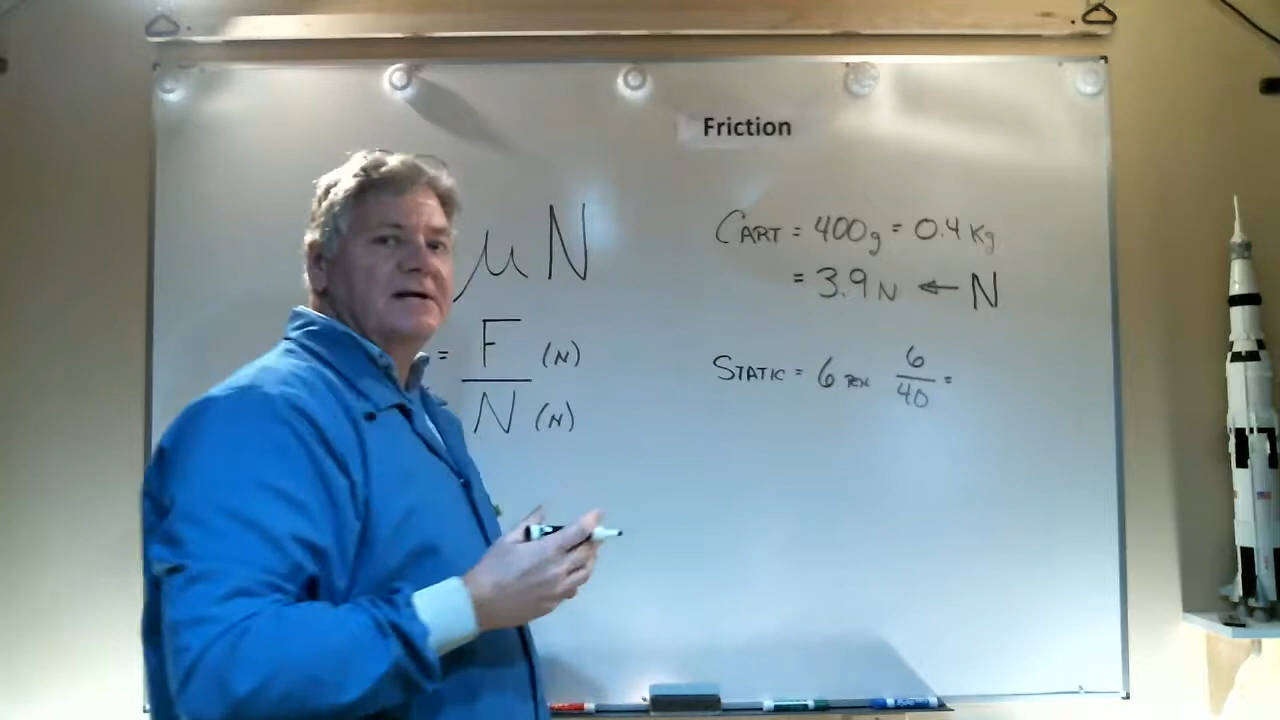 Friction
μN
= F (N)
N (N)
CART = 400g = 0.4 Kg
= 3.9 N ← N
STATIC = 6 6/40 =